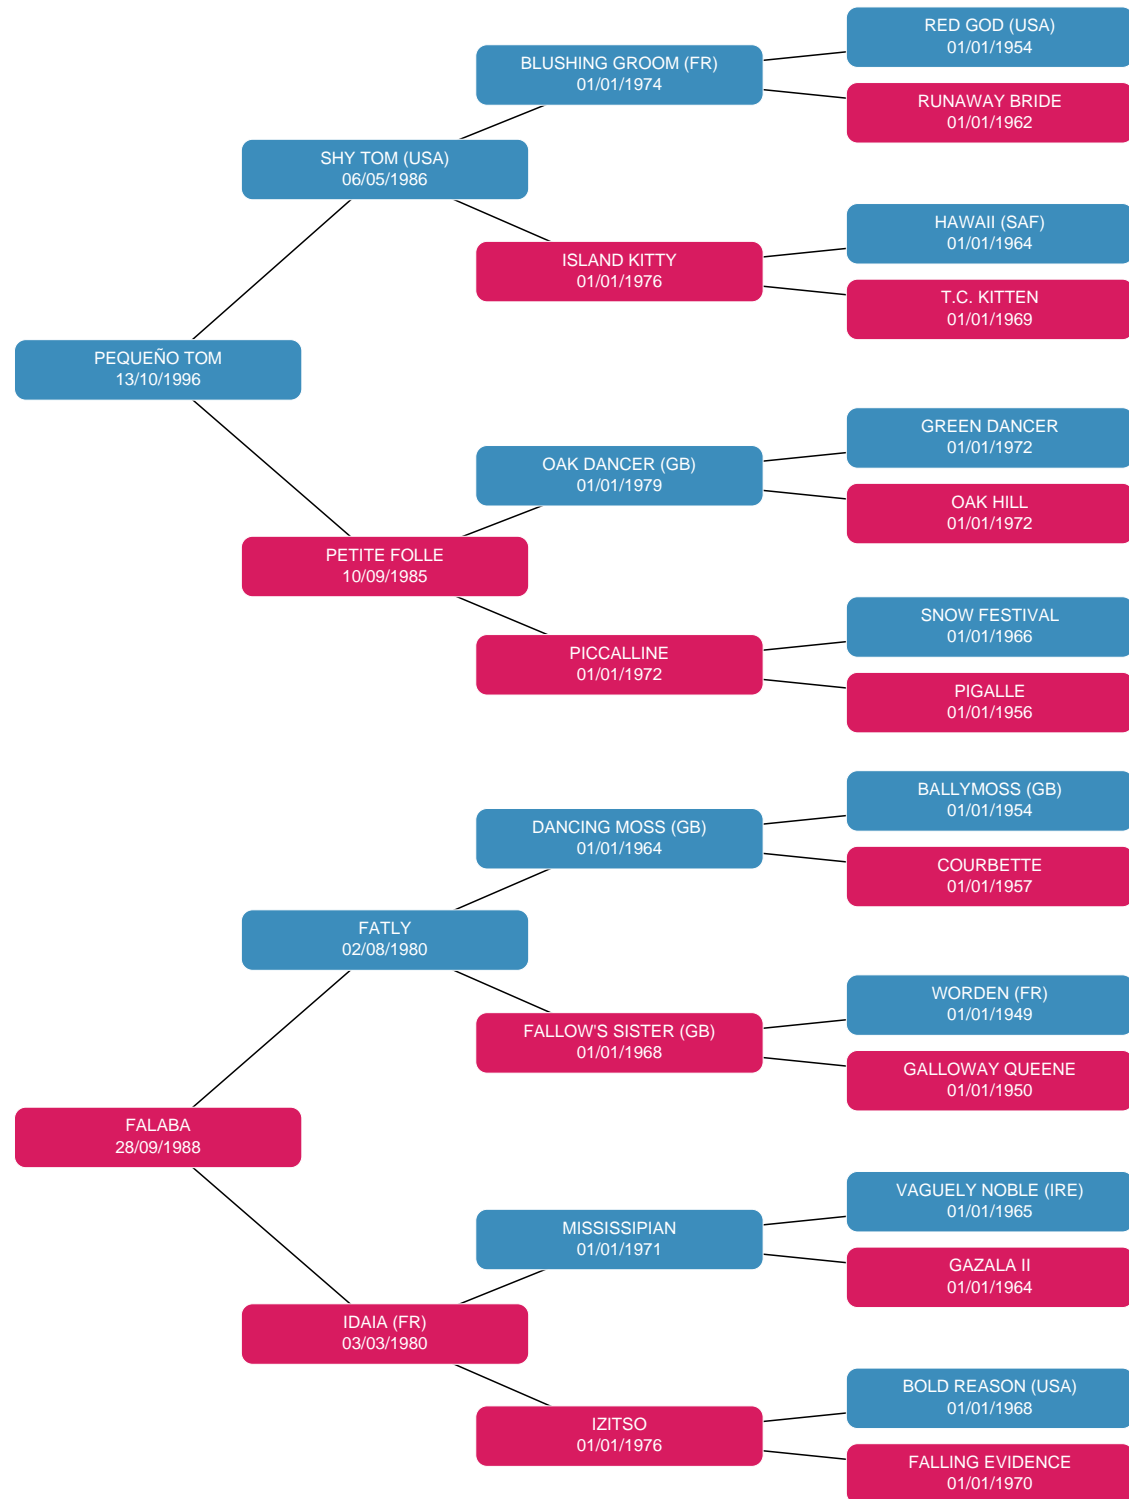 RED GOD (USA)
01/01/1954
BLUSHING GROOM (FR)
01/01/1974
RUNAWAY BRIDE
01/01/1962
SHY TOM (USA)
06/05/1986
HAWAII (SAF)
01/01/1964
ISLAND KITTY
01/01/1976
T.C. KITTEN
01/01/1969
PEQUEÑO TOM
13/10/1996
GREEN DANCER
01/01/1972
OAK DANCER (GB)
01/01/1979
OAK HILL
01/01/1972
PETITE FOLLE
10/09/1985
SNOW FESTIVAL
01/01/1966
PICCALLINE
01/01/1972
PIGALLE
01/01/1956
BALLYMOSS (GB)
01/01/1954
DANCING MOSS (GB)
01/01/1964
COURBETTE
01/01/1957
FATLY
02/08/1980
WORDEN (FR)
01/01/1949
FALLOW'S SISTER (GB)
01/01/1968
GALLOWAY QUEENE
01/01/1950
FALABA
28/09/1988
VAGUELY NOBLE (IRE)
01/01/1965
MISSISSIPIAN
01/01/1971
GAZALA II
01/01/1964
IDAIA (FR)
03/03/1980
BOLD REASON (USA)
01/01/1968
IZITSO
01/01/1976
FALLING EVIDENCE
01/01/1970